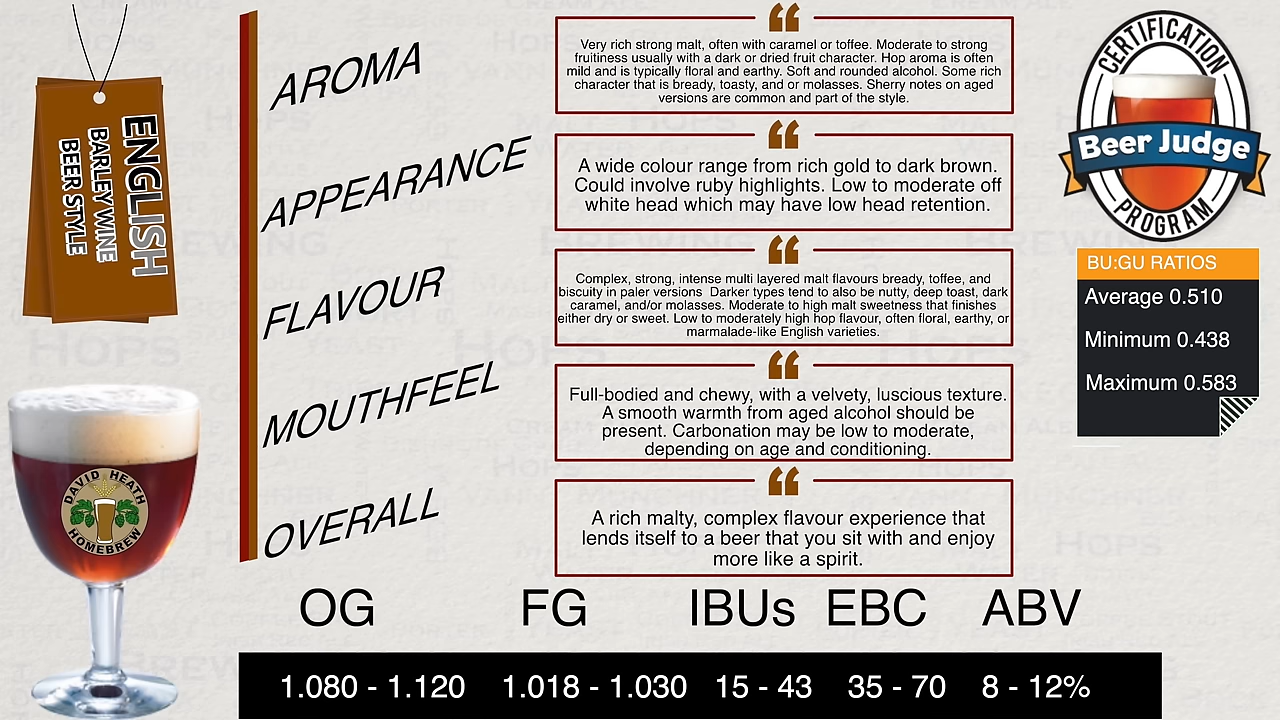 ENGLISH
BARLEY WINE
BEER STYLE
DAVID HEATH
HOMEBREW
AROMA
Very rich strong malt, often with caramel or toffee. Moderate to strong
fruitiness usually with a dark or dried fruit character. Hop aroma is often
mild and is typically floral and earthy. Soft and rounded alcohol. Some rich
character that is bready, toasty, and or molasses. Sherry notes on aged
versions are common and part of the style.
APPEARANCE
A wide colour range from rich gold to dark brown.
Could involve ruby highlights. Low to moderate off
white head which may have low head retention.
FLAVOUR
Complex, strong, intense multi layered malt flavours bready, toffee, and
biscuity in paler versions  Darker types tend to also be nutty, deep toast, dark
caramel, and/or molasses. Moderate to high malt sweetness that finishes
either dry or sweet. Low to moderately high hop flavour, often floral, earthy, or
marmalade-like English varieties.
MOUTHFEEL
Full-bodied and chewy, with a velvety, luscious texture.
A smooth warmth from aged alcohol should be
present. Carbonation may be low to moderate,
depending on age and conditioning.
OVERALL
A rich malty, complex flavour experience that
lends itself to a beer that you sit with and enjoy
more like a spirit.
CERTIFICATION
Beer Judge
PROGRAM
BU:GU RATIOS
Average 0.510
Minimum 0.438
Maximum 0.583
OG FG IBUs EBC ABV
1.080 - 1.120 1.018 - 1.030 15 - 43 35 - 70 8 - 12%